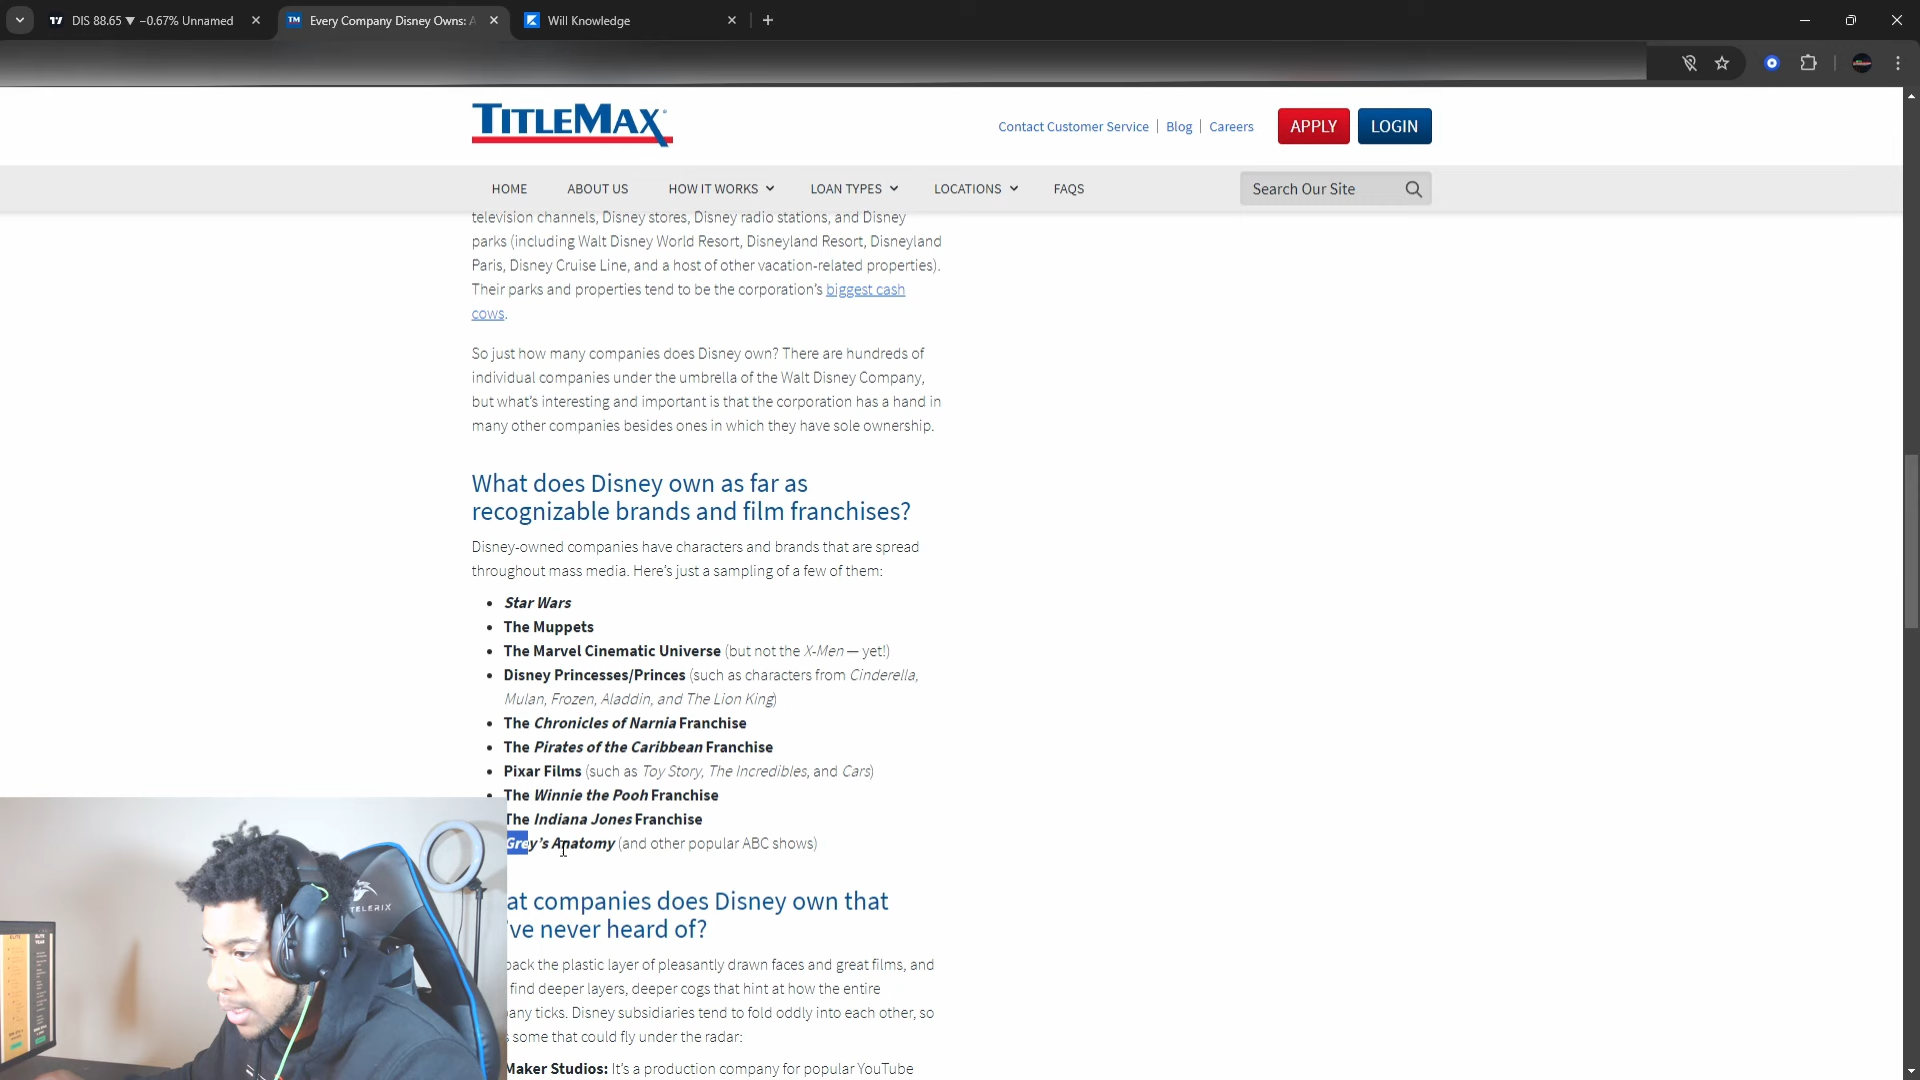 DIS 88.65 ▼ −0.67% Unnamed
Every Company Disney Owns: A
Will Knowledge
TITLEMAX
Contact Customer Service
Blog
Careers
APPLY
LOGIN
HOME
ABOUT US
HOW IT WORKS
LOAN TYPES
LOCATIONS
FAQS
Search Our Site
television channels, Disney stores, Disney radio stations, and Disney
parks (including Walt Disney World Resort, Disneyland Resort, Disneyland
Paris, Disney Cruise Line, and a host of other vacation-related properties).
Their parks and properties tend to be the corporation's biggest cash
cows.
So just how many companies does Disney own? There are hundreds of
individual companies under the umbrella of the Walt Disney Company,
but what's interesting and important is that the corporation has a hand in
many other companies besides ones in which they have sole ownership.
What does Disney own as far as
recognizable brands and film franchises?
Disney-owned companies have characters and brands that are spread
throughout mass media. Here's just a sampling of a few of them:
• Star Wars
• The Muppets
• The Marvel Cinematic Universe (but not the X-Men — yet!)
• Disney Princesses/Princes (such as characters from Cinderella,
Mulan, Frozen, Aladdin, and The Lion King)
• The Chronicles of Narnia Franchise
• The Pirates of the Caribbean Franchise
• Pixar Films (such as Toy Story, The Incredibles, and Cars)
• The Winnie the Pooh Franchise
The Indiana Jones Franchise
Grey's Anatomy (and other popular ABC shows)
at companies does Disney own that
've never heard of?
back the plastic layer of pleasantly drawn faces and great films, and
find deeper layers, deeper cogs that hint at how the entire
any ticks. Disney subsidiaries tend to fold oddly into each other, so
some that could fly under the radar:
Maker Studios: It's a production company for popular YouTube
TELERIX